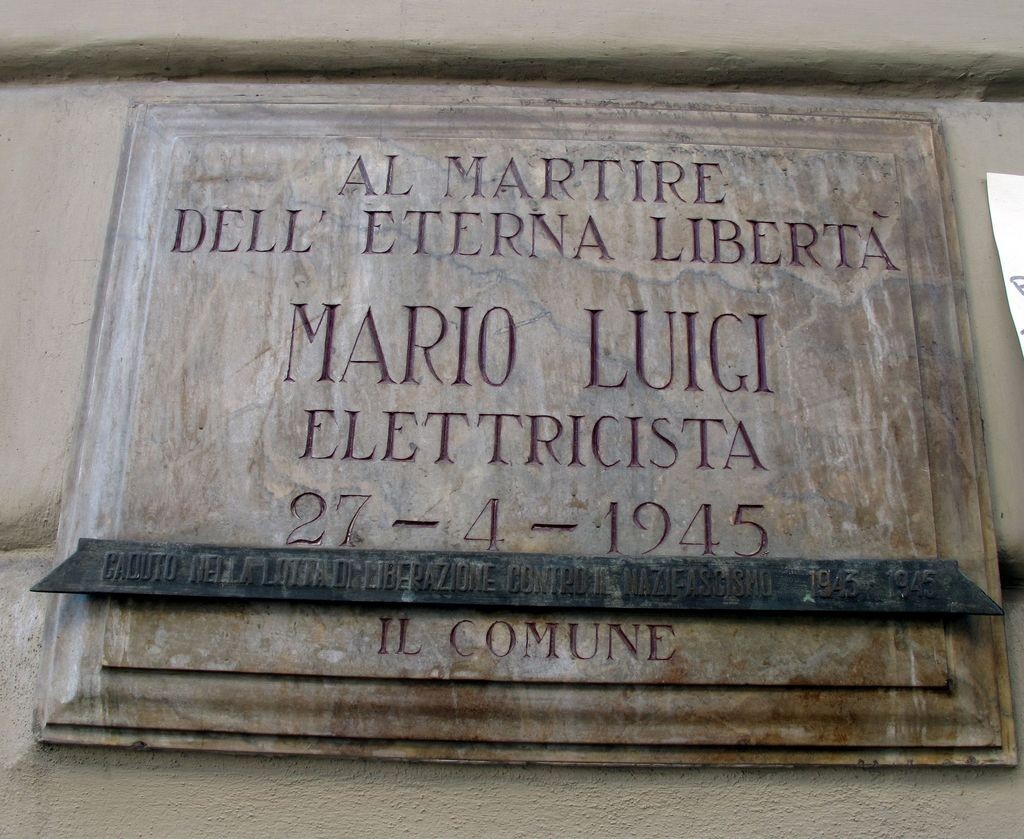 AL MARTIRE
DELL' ETERNA LIBERTÀ
MARIO LUIGI
ELETTRICISTA
27-4-1945
CADUTO NELLA LOTTA DI LIBERAZIONE CONTRO IL NAZIFASCISMO 1943-1945
IL COMUNE